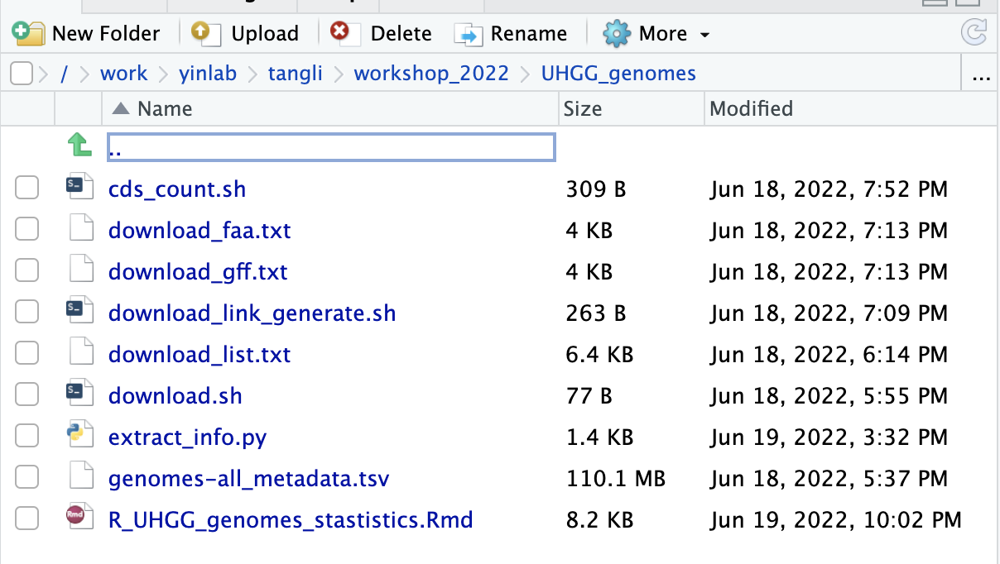 New Folder Upload Delete Rename More
/ work yinlab tangli workshop_2022 UHGG_genomes ...
Name Size Modified
..
cds_count.sh 309 B Jun 18, 2022, 7:52 PM
download_faa.txt 4 KB Jun 18, 2022, 7:13 PM
download_gff.txt 4 KB Jun 18, 2022, 7:13 PM
download_link_generate.sh 263 B Jun 18, 2022, 7:09 PM
download_list.txt 6.4 KB Jun 18, 2022, 6:14 PM
download.sh 77 B Jun 18, 2022, 5:55 PM
extract_info.py 1.4 KB Jun 19, 2022, 3:32 PM
genomes-all_metadata.tsv 110.1 MB Jun 18, 2022, 5:37 PM
R_UHGG_genomes_stastistics.Rmd 8.2 KB Jun 19, 2022, 10:02 PM